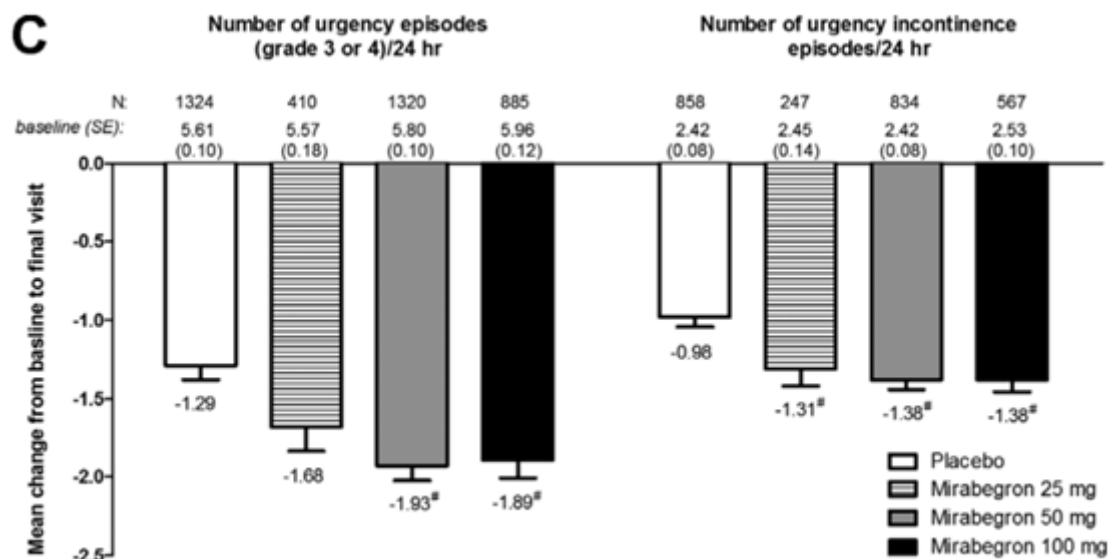 C
Number of urgency episodes
(grade 3 or 4)/24 hr
Number of urgency incontinence
episodes/24 hr
N: 1324 410 1320 885 858 247 834 567
baseline (SE): 5.61 5.57 5.80 5.96 2.42 2.45 2.42 2.53
(0.10) (0.18) (0.10) (0.12) (0.08) (0.14) (0.08) (0.10)
Mean change from basline to final visit
0.0
-0.5
-1.0
-1.5
-2.0
-2.5
-1.29
-1.68
-1.93#
-1.89#
-0.98
-1.31#
-1.38#
-1.38#
Placebo
Mirabegron 25 mg
Mirabegron 50 mg
Mirabegron 100 mg